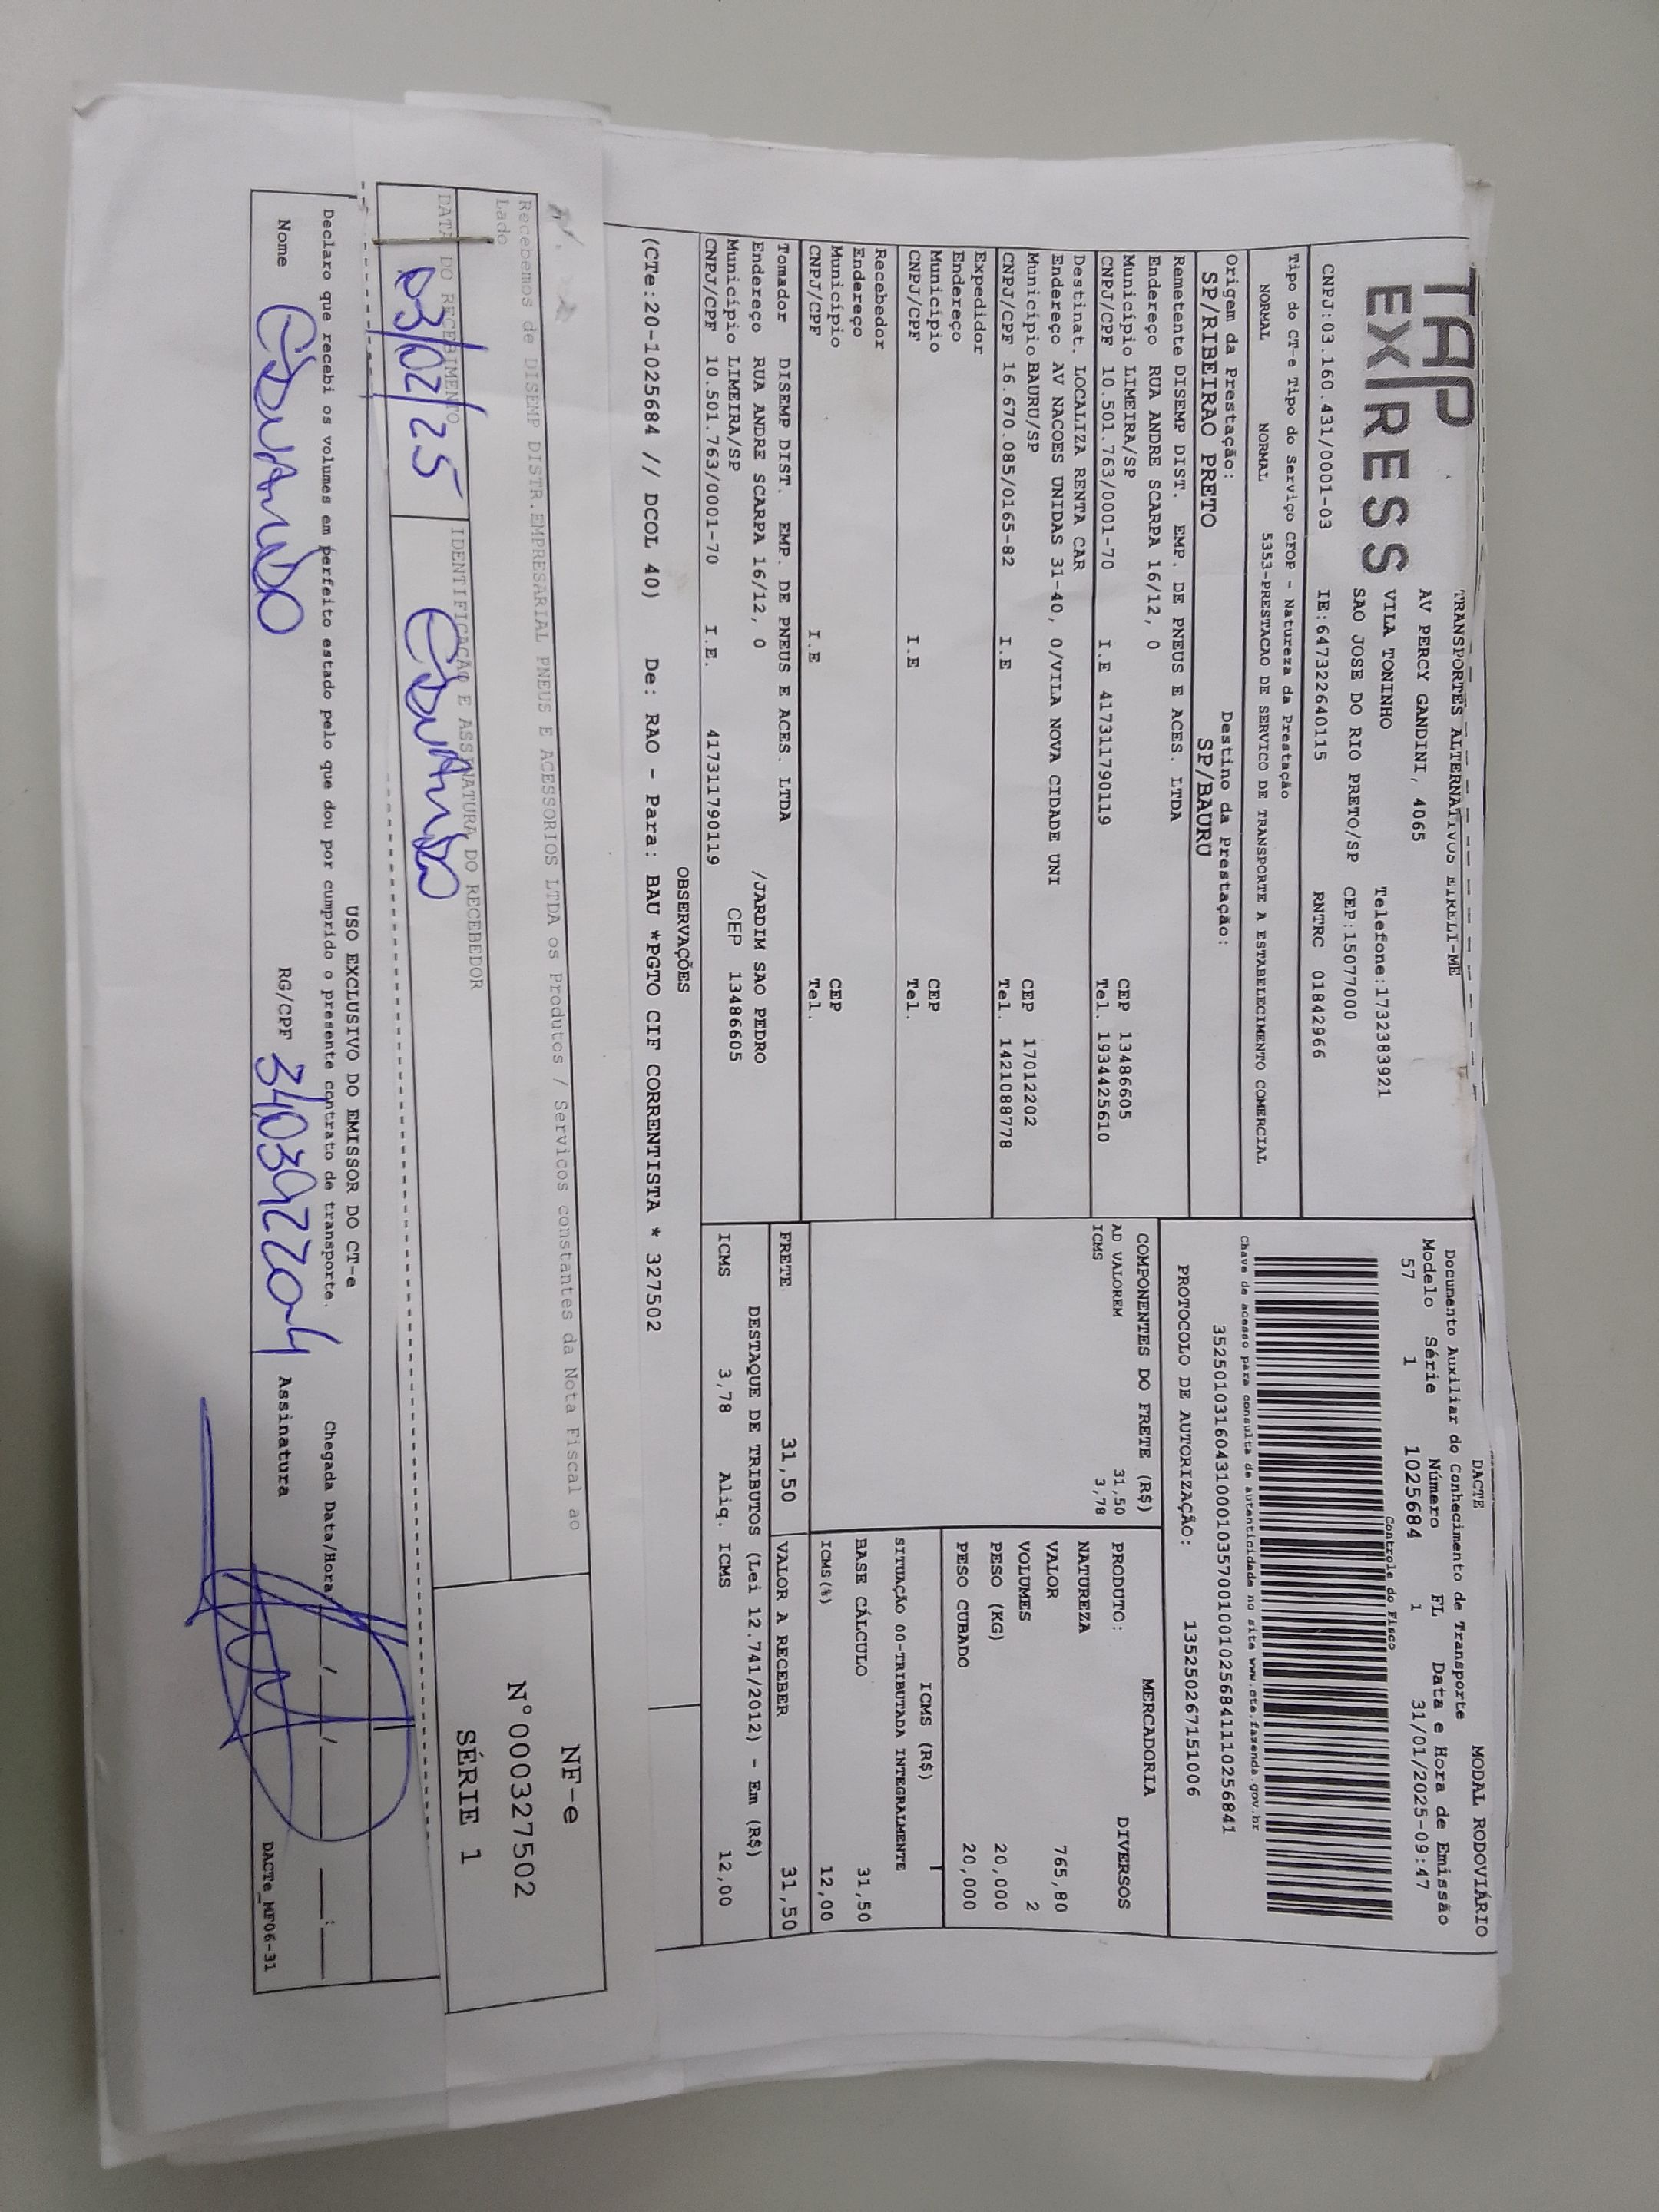 TAP
EXPRESS
TRANSPORTES ALTERNATIVOS EIRELI-ME
AV PERCY GANDINI, 4065
VILA TONINHO
Telefone:1732383921
SAO JOSE DO RIO PRETO/SP CEP:15077000
CNPJ:03.160.431/0001-03 IE:647322640115 RNTRC 01842966
Tipo do CT-e Tipo do Serviço CFOP - Natureza da Prestação
NORMAL NORMAL 5353-PRESTACAO DE SERVICO DE TRANSPORTE A ESTABELECIMENTO COMERCIAL
Origem da Prestação: Destino da Prestação:
SP/RIBEIRAO PRETO SP/BAURU
Remetente DISEMP DIST. EMP. DE PNEUS E ACES. LTDA
Endereço RUA ANDRE SCARPA 16/12, 0
Município LIMEIRA/SP CEP 13486605
CNPJ/CPF 10.501.763/0001-70 I.E 417311790119 Tel. 1934425610
Destinat. LOCALIZA RENTA CAR
Endereço AV NACOES UNIDAS 31-40, 0/VILA NOVA CIDADE UNI
Município BAURU/SP CEP 17012202
CNPJ/CPF 16.670.085/0165-82 I.E Tel. 1421088778
Expedidor
Endereço
Município CEP
CNPJ/CPF I.E Tel.
Recebedor
Endereço
Município CEP
CNPJ/CPF I.E Tel.
Tomador DISEMP DIST. EMP. DE PNEUS E ACES. LTDA
Endereço RUA ANDRE SCARPA 16/12, 0 /JARDIM SAO PEDRO
Município LIMEIRA/SP CEP 13486605
CNPJ/CPF 10.501.763/0001-70 I.E. 417311790119
DACTE MODAL RODOVIÁRIO
Documento Auxiliar do Conhecimento de Transporte
Modelo Série Número FL Data e Hora de Emissão
57 1 1025684 1 31/01/2025-09:47
Controle do Fisco
Chave de acesso para consulta de autenticidade no site www.cte.fazenda.gov.br
35250103160431000103570010010256841110256841
PROTOCOLO DE AUTORIZAÇÃO: 135250267151006
COMPONENTES DO FRETE (R$)
AD VALOREM 31,50
ICMS 3,78
MERCADORIA
PRODUTO: DIVERSOS
NATUREZA
VALOR 765,80
VOLUMES 2
PESO (KG) 20,000
PESO CUBADO 20,000
ICMS (R$)
SITUAÇÃO 00-TRIBUTADA INTEGRALMENTE
BASE CÁLCULO 31,50
ICMS(%) 12,00
FRETE 31,50 VALOR A RECEBER 31,50
DESTAQUE DE TRIBUTOS (Lei 12.741/2012) - Em (R$)
ICMS 3,78 Aliq. ICMS 12,00
OBSERVAÇÕES
(CTe:20-1025684 // DCOL 40) De: RAO - Para: BAU *PGTO CIF CORRENTISTA * 327502
Recebemos de DISEMP DISTR.EMPRESARIAL PNEUS E ACESSORIOS LTDA os Produtos / Servicos constantes da Nota Fiscal ao
Lado
DATA DO RECEBIMENTO IDENTIFICAÇÃO E ASSINATURA DO RECEBEDOR
03/02/25
NF-e
N°000327502
SÉRIE 1
USO EXCLUSIVO DO EMISSOR DO CT-e
Declaro que recebi os volumes em perfeito estado pelo que dou por cumprido o presente contrato de transporte. Chegada Data/Hora
Nome RG/CPF Assinatura
DACTe_MF06-31